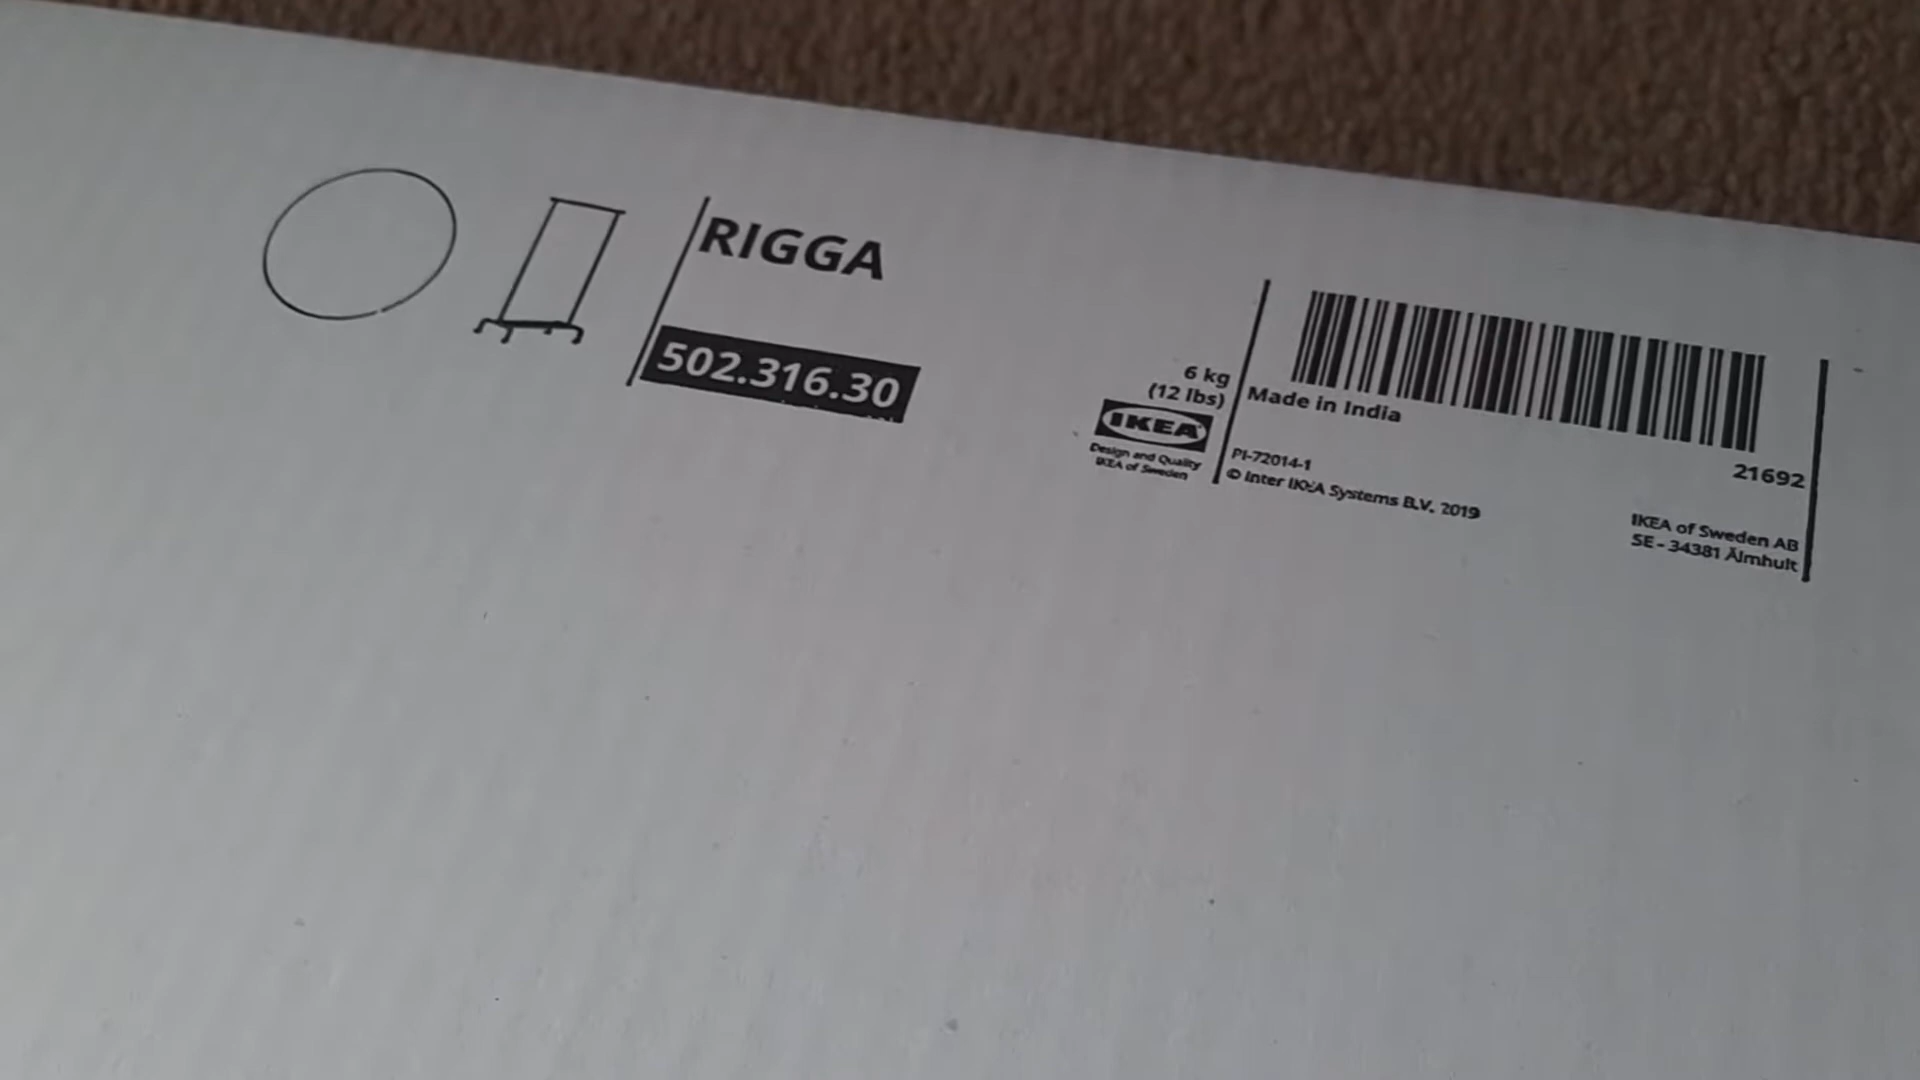 RIGGA
502.316.30
6 kg
(12 lbs)
IKEA
Design and Quality
IKEA of Sweden
Made in India
PI-72014-1
© Inter IKEA Systems B.V. 2019
21692
IKEA of Sweden AB
SE - 34381 Älmhult